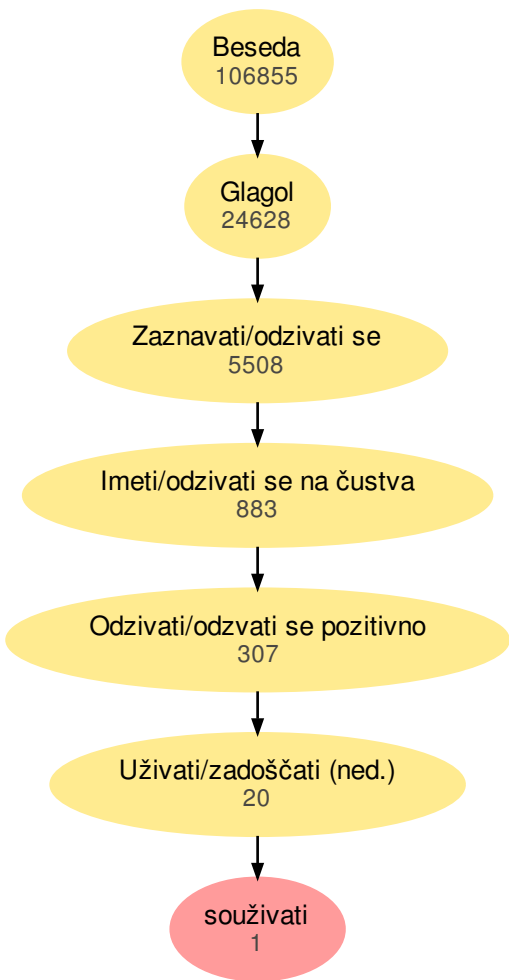 Beseda
106855
Glagol
24628
Zaznavati/odzivati se
5508
Imeti/odzivati se na čustva
883
Odzivati/odzvati se pozitivno
307
Uživati/zadoščati (ned.)
20
souživati
1